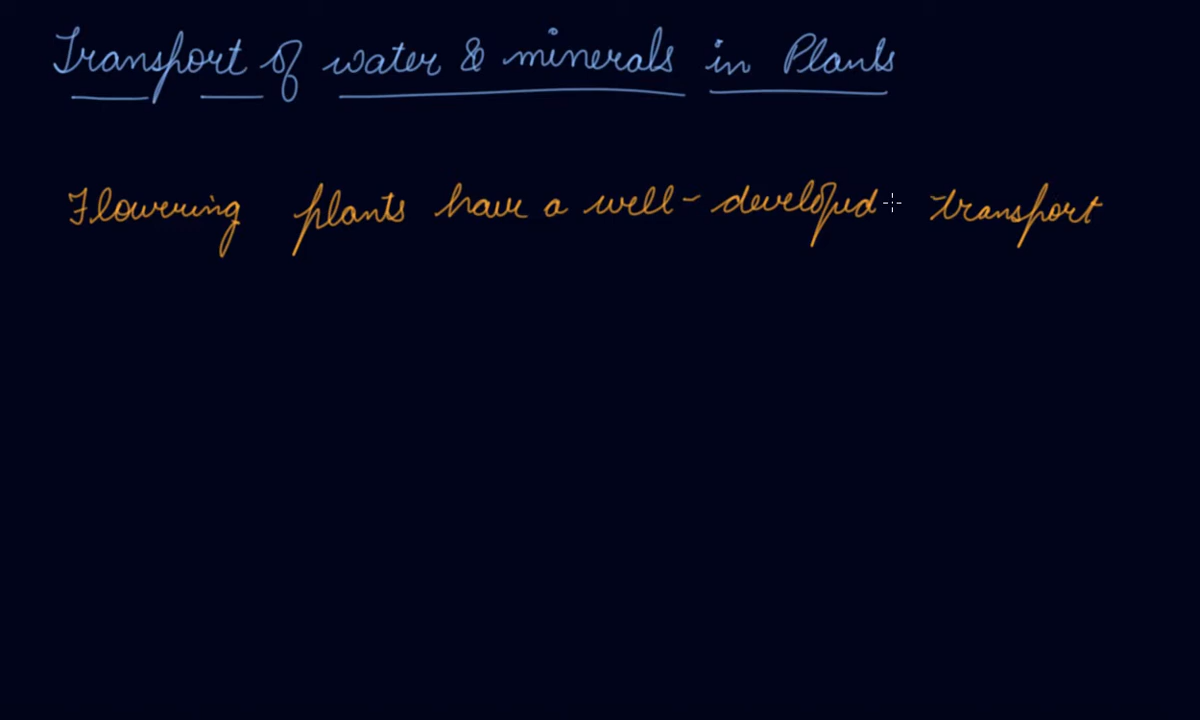 Transport of water & minerals in Plants
Flowering plants have a well-developed transport